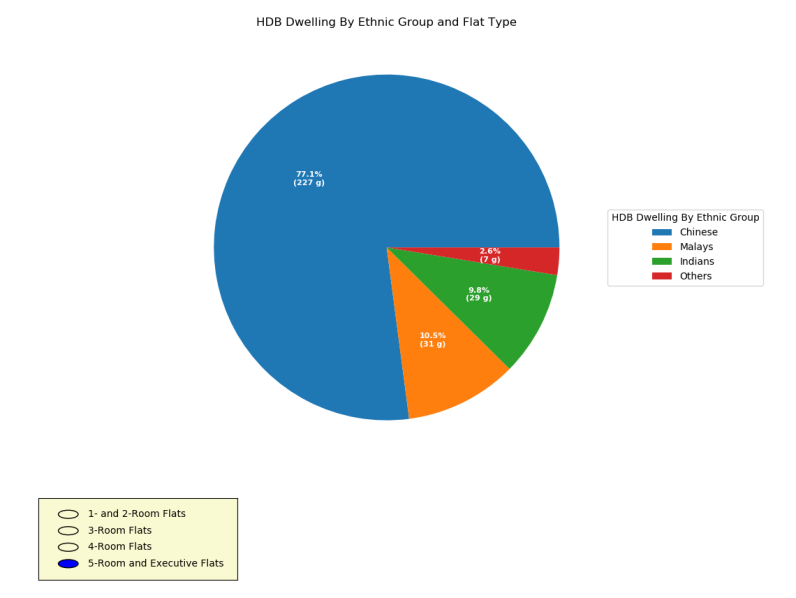 HDB Dwelling By Ethnic Group and Flat Type
77.1%
(227 g)
HDB Dwelling By Ethnic Group
Chinese
Malays
Indians
Others
2.6%
(7 g)
9.8%
(29 g)
10.5%
(31 g)
1- and 2-Room Flats
3-Room Flats
4-Room Flats
5-Room and Executive Flats